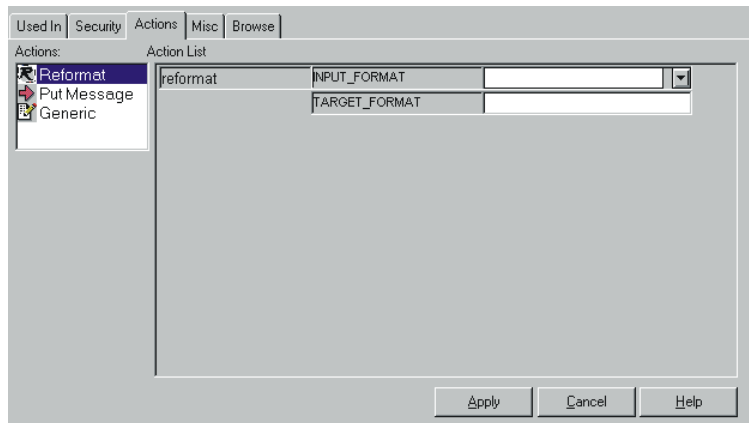 Used In Security Actions Misc Browse
Actions: Action List
Reformat
Put Message
Generic
reformat INPUT_FORMAT
TARGET_FORMAT
Apply Cancel Help